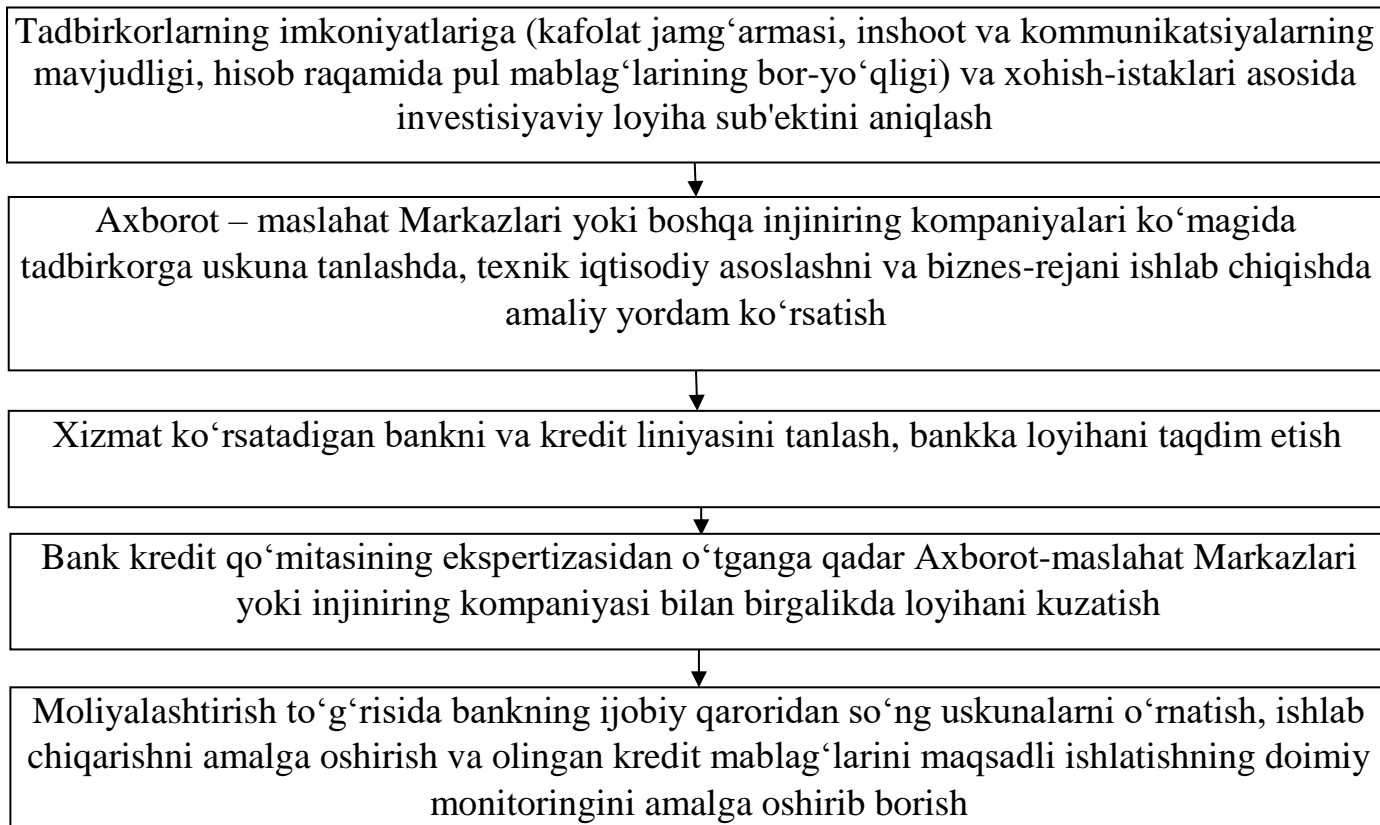 Tadbirkorlarning imkoniyatlariga (kafolat jamg‘armasi, inshoot va kommunikatsiyalarning
mavjudligi, hisob raqamida pul mablag‘larining bor-yo‘qligi) va xohish-istaklari asosida
investisiyaviy loyiha sub'ektini aniqlash
Axborot – maslahat Markazlari yoki boshqa injiniring kompaniyalari ko‘magida
tadbirkorga uskuna tanlashda, texnik iqtisodiy asoslashni va biznes-rejani ishlab chiqishda
amaliy yordam ko‘rsatish
Xizmat ko‘rsatadigan bankni va kredit liniyasini tanlash, bankka loyihani taqdim etish
Bank kredit qo‘mitasining ekspertizasidan o‘tganga qadar Axborot-maslahat Markazlari
yoki injiniring kompaniyasi bilan birgalikda loyihani kuzatish
Moliyalashtirish to‘g‘risida bankning ijobiy qaroridan so‘ng uskunalarni o‘rnatish, ishlab
chiqarishni amalga oshirish va olingan kredit mablag‘larini maqsadli ishlatishning doimiy
monitoringini amalga oshirib borish